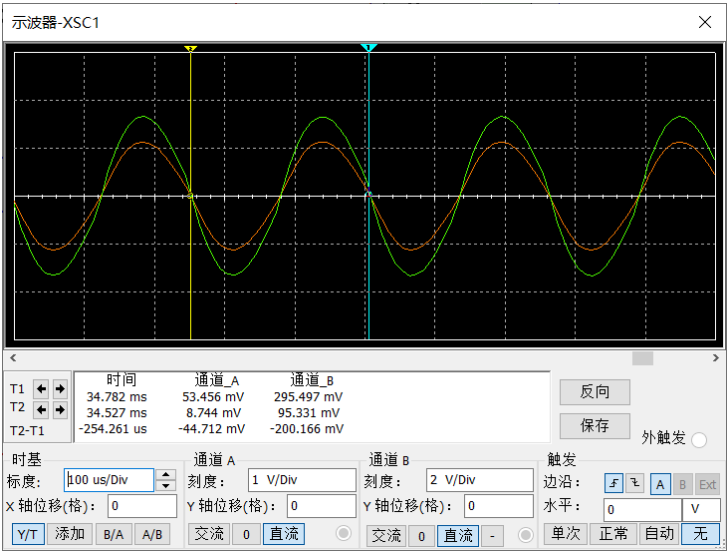 示波器-XSC1
2
1
时间 通道_A 通道_B
T1 34.782 ms 53.456 mV 295.497 mV
T2 34.527 ms 8.744 mV 95.331 mV
T2-T1 -254.261 us -44.712 mV -200.166 mV
反向
保存
外触发
时基 通道 A 通道 B 触发
标度: 100 us/Div 刻度: 1 V/Div 刻度: 2 V/Div 边沿: A B Ext
X 轴位移(格): 0 Y 轴位移(格): 0 Y 轴位移(格): 0 水平: 0 V
Y/T 添加 B/A A/B 交流 0 直流 交流 0 直流 - 单次 正常 自动 无